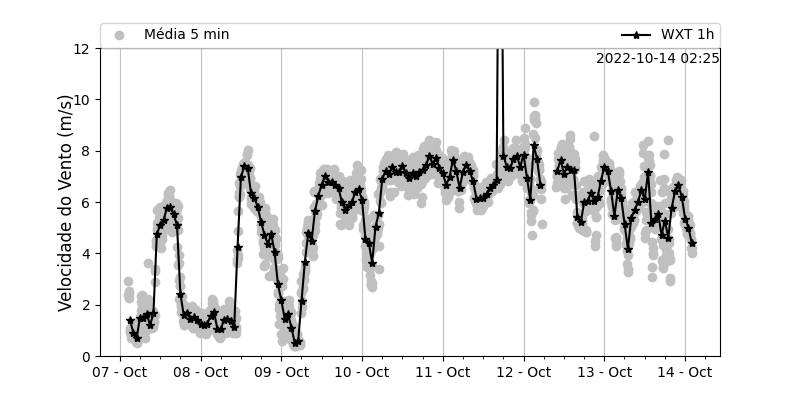 Média 5 min
WXT 1h
2022-10-14 02:25
Velocidade do Vento (m/s)
12
10
8
6
4
2
0
07 - Oct
08 - Oct
09 - Oct
10 - Oct
11 - Oct
12 - Oct
13 - Oct
14 - Oct